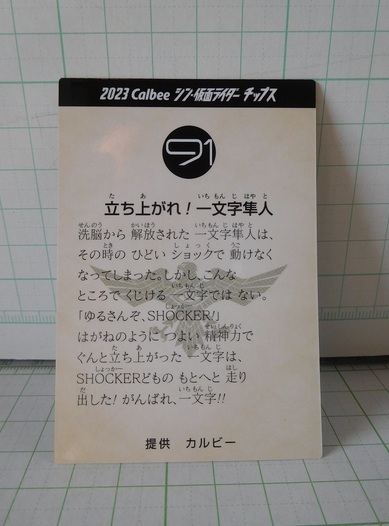 2023 Calbee シン・仮面ライダー チップス
91
立ち上がれ！一文字隼人
洗脳から 解放された 一文字隼人は、
その時の ひどい ショックで 動けなく
なってしまった。しかし、こんな
ところで くじける 一文字では ない。
「ゆるさんぞ、SHOCKER!」
はがねのように つよい 精神力で
ぐんと立ち上がった 一文字は、
SHOCKERどもの もとへと 走り
出した! がんばれ、一文字!!
提供 カルビー